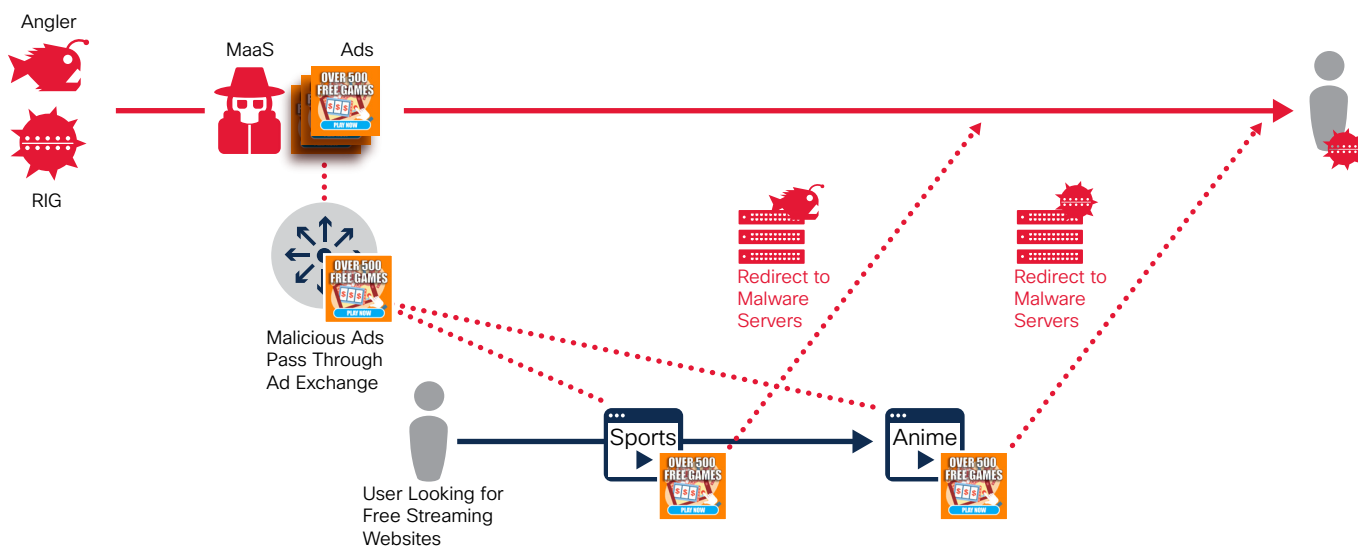 Angler
MaaS
Ads
OVER 500
FREE GAMES
$ $ $
PLAY NOW
RIG
OVER 500
FREE GAMES
$ $ $
PLAY NOW
Malicious Ads
Pass Through
Ad Exchange
Redirect to
Malware
Servers
Redirect to
Malware
Servers
User Looking for
Free Streaming
Websites
Sports
OVER 500
FREE GAMES
$ $ $
PLAY NOW
Anime
OVER 500
FREE GAMES
$ $ $
PLAY NOW